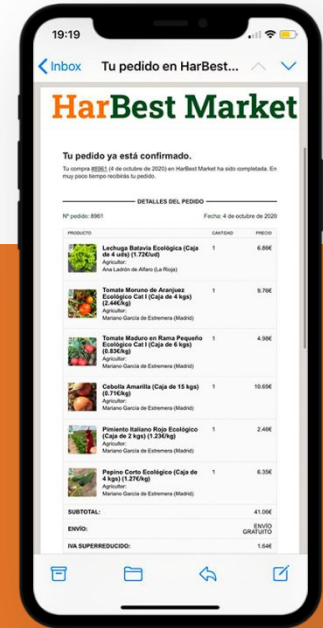 19:19
Inbox
Tu pedido en HarBest...
HarBest Market
Tu pedido ya está confirmado.
Tu compra #8961 (4 de octubre de 2020) en HarBest Market ha sido completada. En
muy poco tiempo recibirás tu pedido.
DETALLES DEL PEDIDO
Nº pedido: 8961
Fecha: 4 de octubre de 2020
PRODUCTO CANTIDAD PRECIO
Lechuga Batavia Ecológica (Caja 1 6.86€
de 4 uds) (1.72€/ud)
Agricultor:
Ana Ladrón de Alfaro (La Rioja)
Tomate Moruno de Aranjuez 1 9.76€
Ecológico Cat I (Caja de 4 kgs)
(2.44€/kg)
Agricultor:
Mariano García de Estremera (Madrid)
Tomate Maduro en Rama Pequeño 1 4.98€
Ecológico Cat I (Caja de 6 kgs)
(0.83€/kg)
Agricultor:
Mariano García de Estremera (Madrid)
Cebolla Amarilla (Caja de 15 kgs) 1 10.65€
(0.71€/kg)
Agricultor:
Mariano García de Estremera (Madrid)
Pimiento Italiano Rojo Ecológico 1 2.46€
(Caja de 2 kgs) (1.23€/kg)
Agricultor:
Mariano García de Estremera (Madrid)
Pepino Corto Ecológico (Caja de 1 6.35€
4 kgs) (1.27€/kg)
Agricultor:
Mariano García de Estremera (Madrid)
SUBTOTAL: 41.06€
ENVÍO: ENVÍO
GRATUITO
IVA SUPERREDUCIDO: 1.64€